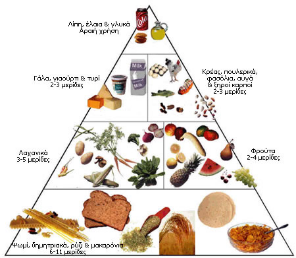 Λίπη, έλαια & γλυκά
Αραιή χρήση
Γάλα, γιαούρτι & τυρί
2-3 μερίδες
Κρέας, πουλερικά,
φασόλια, αυγά
& ξηροί καρποί
2-3 μερίδες
Λαχανικά
3-5 μερίδες
Φρούτα
2-4 μερίδες
Ψωμί, δημητριακά, ρύζι & μακαρόνια
6-11 μερίδες